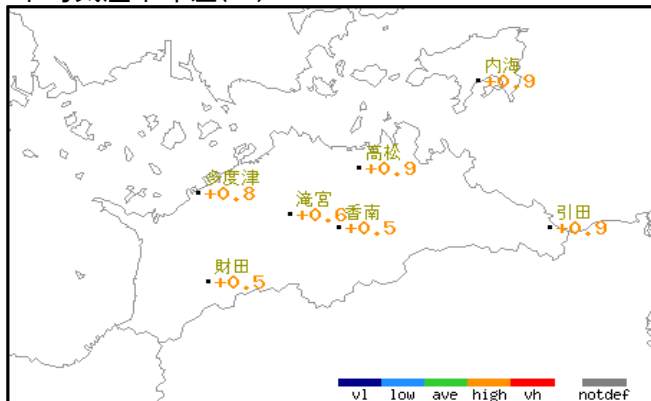 内海
+0.9
高松
+0.9
多度津
+0.8
滝宮
+0.6
香南
+0.5
引田
+0.9
財田
+0.5
vl low ave high vh notdef